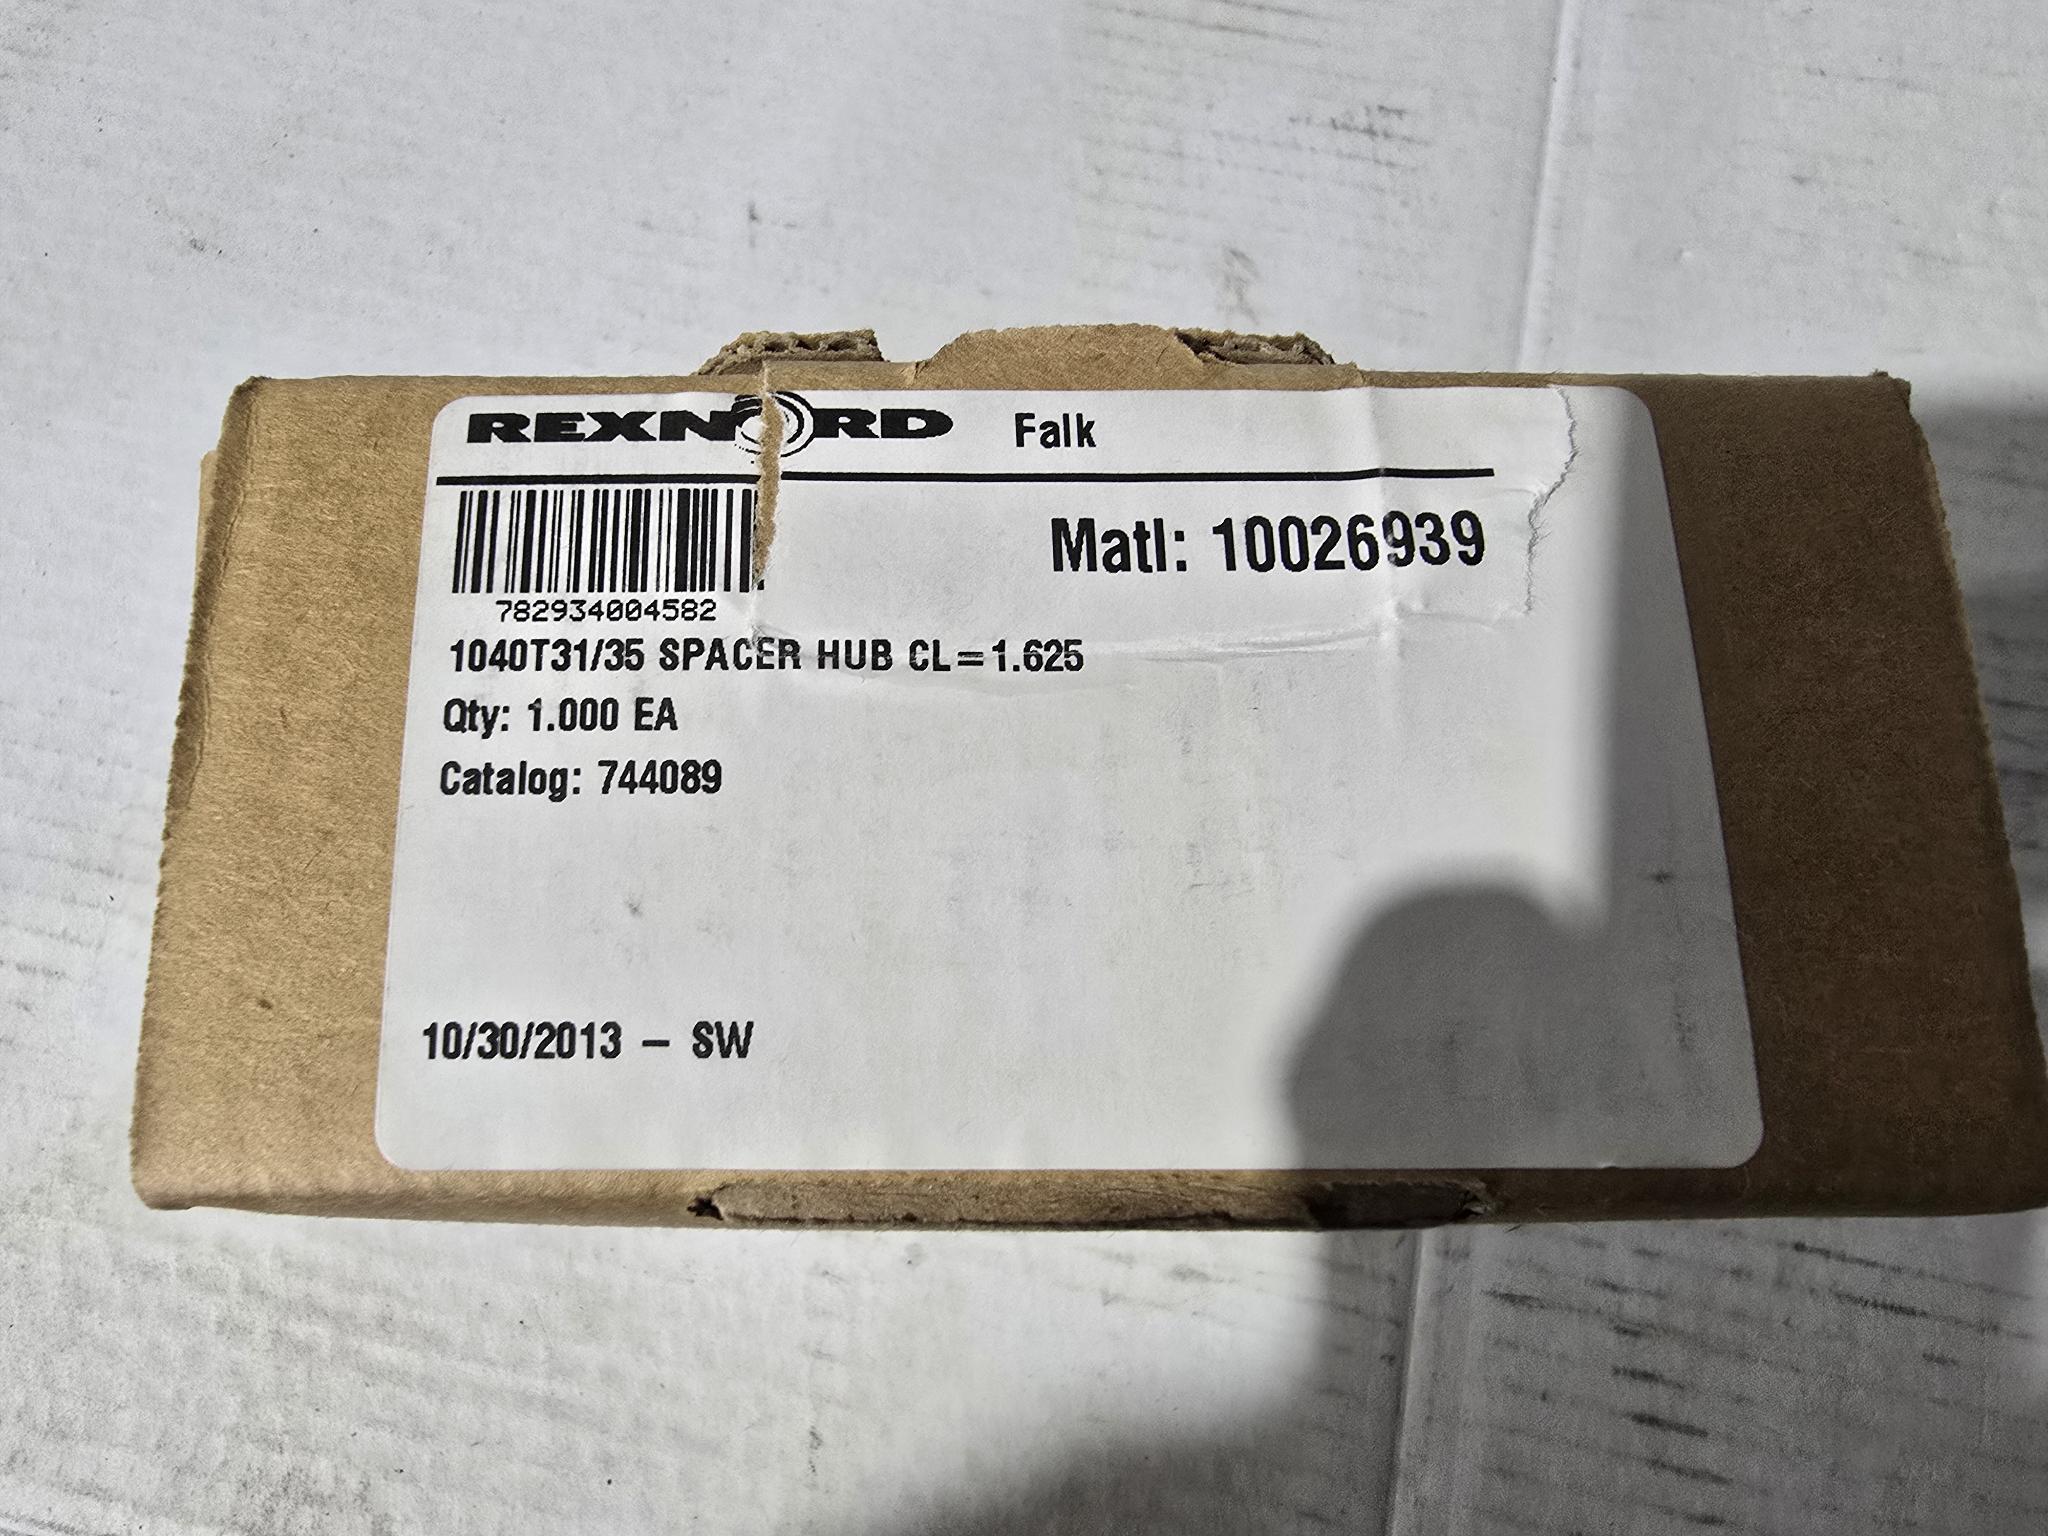 REXNORD Falk
Matl: 10026939
782934004582
1040T31/35 SPACER HUB CL=1.625
Qty: 1.000 EA
Catalog: 744089
10/30/2013 – SW